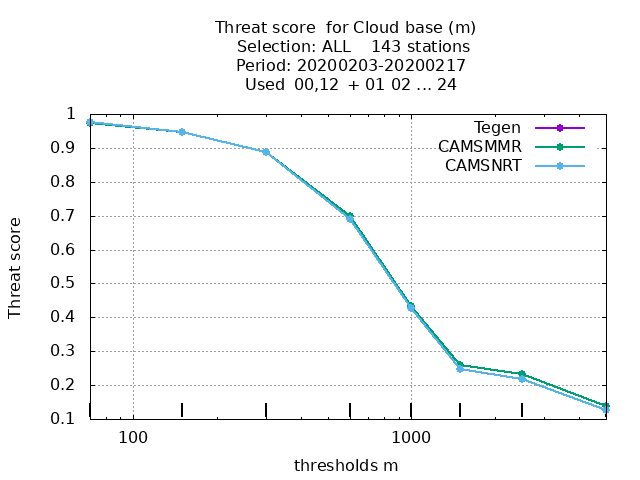 Threat score  for Cloud base (m)
Selection: ALL    143 stations
Period: 20200203-20200217
Used  00,12  + 01 02 ... 24
Tegen
CAMSMMR
CAMSNRT
1
0.9
0.8
0.7
0.6
0.5
0.4
0.3
0.2
0.1
Threat score
100
1000
thresholds m